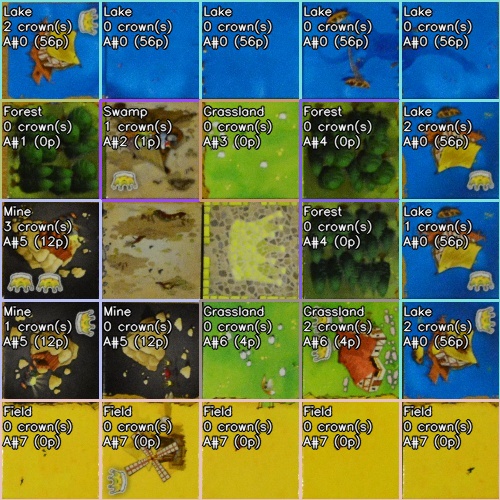 Lake
2 crown(s)
A#0 (56p)
Lake
0 crown(s)
A#0 (56p)
Lake
0 crown(s)
A#0 (56p)
Lake
0 crown(s)
A#0 (56p)
Lake
0 crown(s)
A#0 (56p)
Forest
0 crown(s)
A#1 (0p)
Swamp
1 crown(s)
A#2 (1p)
Grassland
0 crown(s)
A#3 (0p)
Forest
0 crown(s)
A#4 (0p)
Lake
2 crown(s)
A#0 (56p)
Mine
3 crown(s)
A#5 (12p)
Forest
0 crown(s)
A#4 (0p)
Lake
1 crown(s)
A#0 (56p)
Mine
1 crown(s)
A#5 (12p)
Mine
0 crown(s)
A#5 (12p)
Grassland
0 crown(s)
A#6 (4p)
Grassland
2 crown(s)
A#6 (4p)
Lake
2 crown(s)
A#0 (56p)
Field
0 crown(s)
A#7 (0p)
Field
0 crown(s)
A#7 (0p)
Field
0 crown(s)
A#7 (0p)
Field
0 crown(s)
A#7 (0p)
Field
0 crown(s)
A#7 (0p)